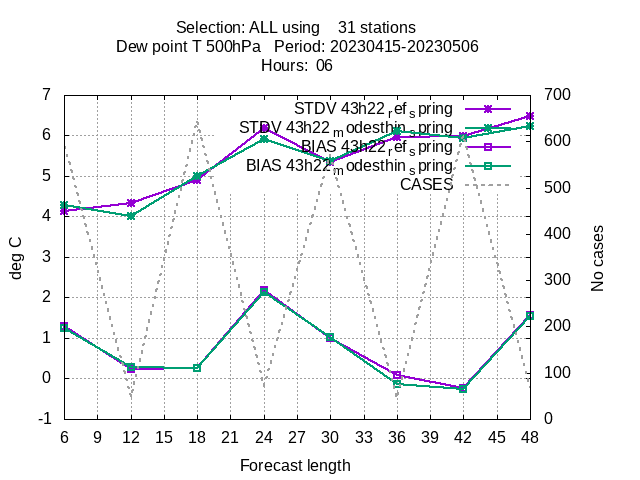 Selection: ALL using 31 stations
Dew point T 500hPa Period: 20230415-20230506
Hours: 06
7 700
STDV 43h22_ref_spring
6 600
STDV 43h22_modesthin_spring
BIAS 43h22_ref_spring
BIAS 43h22_modesthin_spring
5 500
CASES
4 400
3 300
2 200
1
0 100
-1 0
deg C
No cases
6 9 12 15 18 21 24 27 30 33 36 39 42 45 48
Forecast length